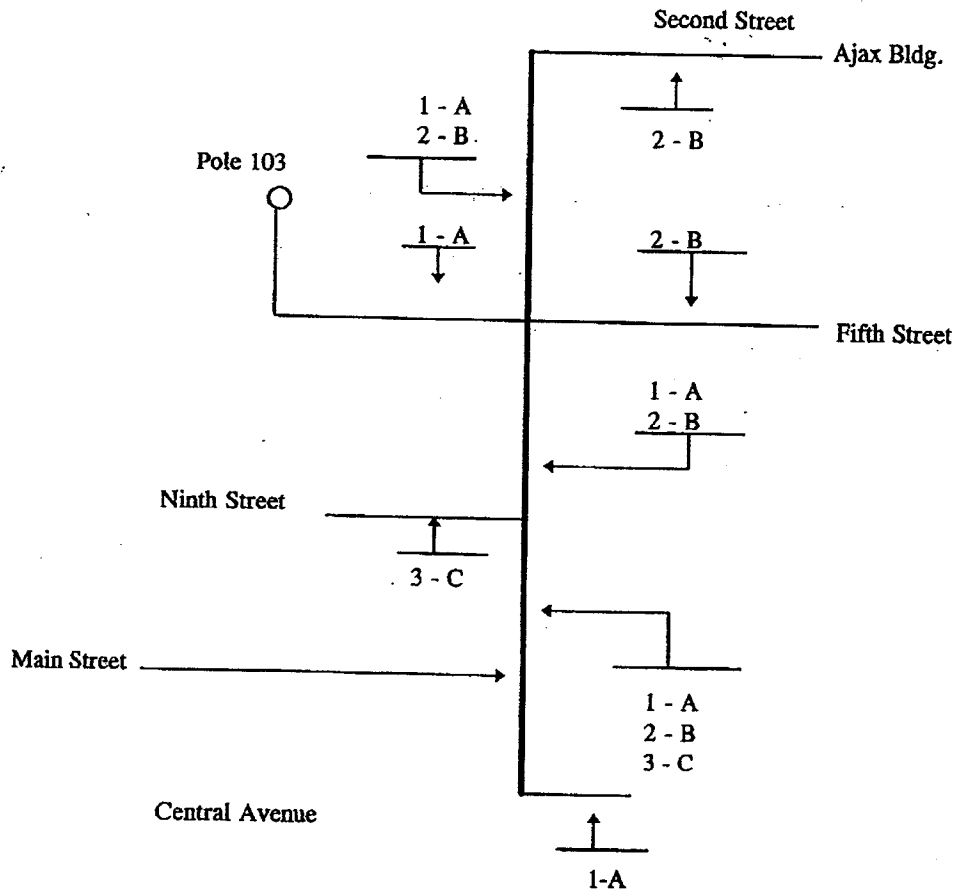 Second Street
Ajax Bldg.
1 - A
2 - B
2 - B
Pole 103
1 - A
2 - B
Fifth Street
1 - A
2 - B
Ninth Street
3 - C
Main Street
1 - A
2 - B
3 - C
Central Avenue
1-A